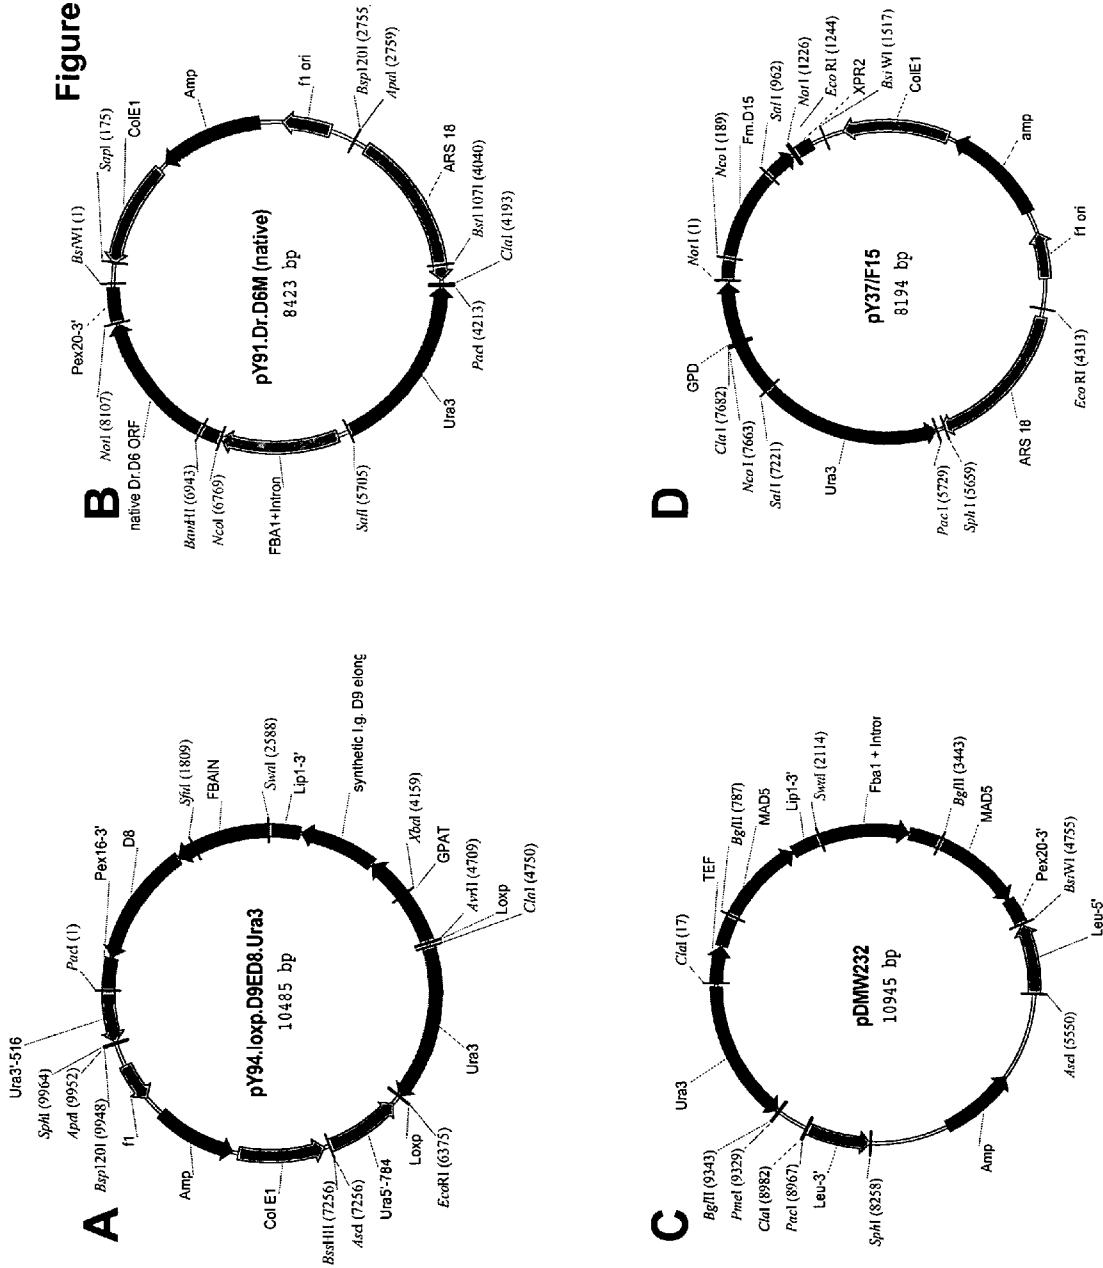 Figure
A
PacI (1)
Pex16-3'
D8
SfuI (1809)
FBAIN
SwaI (2588)
Lip1-3'
synthetic I.g. D9 elong
XbaI (4159)
GPAT
AvrII (4709)
Loxp
ClaI (4750)
Ura3
Loxp
EcoRI (6375)
Ura5'-784
AscI (7256)
BssHII (7256)
Col E1
Amp
f1
Bsp120I (9948)
ApaI (9952)
SphI (9964)
Ura3'-516
pY94.loxp.D9ED8.Ura3
10485 bp
B
BsiWI (1)
SapI (175)
ColE1
Amp
f1 ori
Bsp120I (2755)
ApaI (2759)
ARS 18
Bst1107I (4040)
ClaI (4193)
PacI (4213)
Ura3
SalI (5705)
FBA1+Intron
NcoI (6769)
BamHI (6943)
native Dr.D6 ORF
NotI (8107)
Pex20-3'
pY91.Dr.D6M (native)
8423 bp
C
ClaI (17)
TEF
BglII (787)
MAD5
Lip1-3'
SwaI (2114)
Fba1 + Intror
BglII (3443)
MAD5
Pex20-3'
BsiWI (4755)
Leu-5'
AscI (5550)
Amp
SphI (8258)
Leu-3'
PacI (8967)
ClaI (8982)
PmeI (9329)
BglII (9343)
Ura3
pDMW232
10945 bp
D
NotI (1)
NcoI (189)
Fm.D15
SalI (962)
NotI (1226)
EcoRI (1244)
XPR2
BsiWI (1517)
ColE1
amp
f1 ori
EcoRI (4313)
ARS 18
SphI (5659)
PacI (5729)
Ura3
SalI (7221)
NcoI (7663)
ClaI (7682)
GPD
pY37/F15
8194 bp